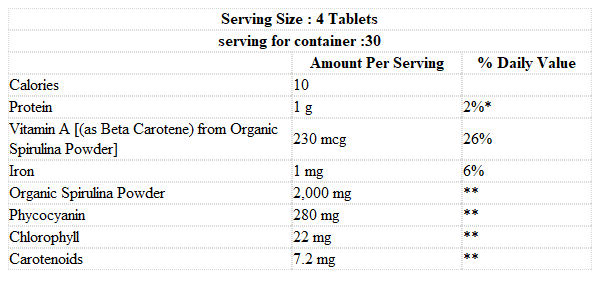 Serving Size : 4 Tablets
serving for container :30
Amount Per Serving % Daily Value
Calories 10
Protein 1 g 2%*
Vitamin A [(as Beta Carotene) from Organic
Spirulina Powder] 230 mcg 26%
Iron 1 mg 6%
Organic Spirulina Powder 2,000 mg **
Phycocyanin 280 mg **
Chlorophyll 22 mg **
Carotenoids 7.2 mg **